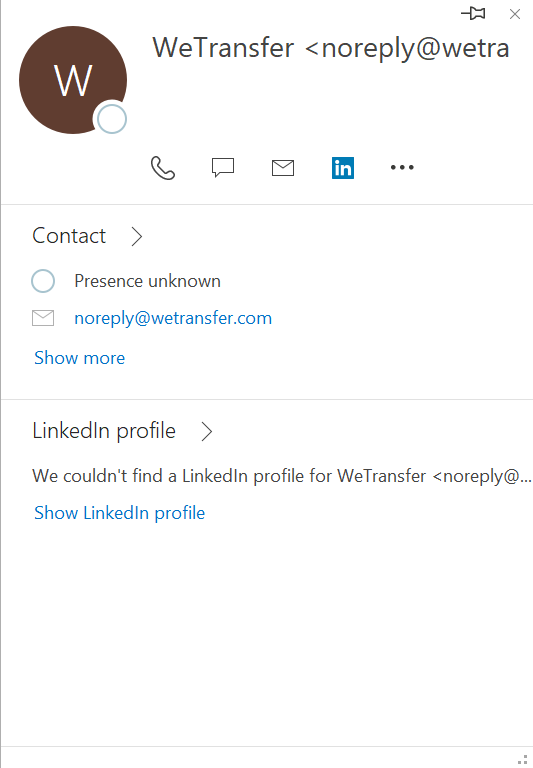 W
WeTransfer <noreply@wetra
in
Contact
Presence unknown
noreply@wetransfer.com
Show more
LinkedIn profile
We couldn't find a LinkedIn profile for WeTransfer <noreply@...
Show LinkedIn profile